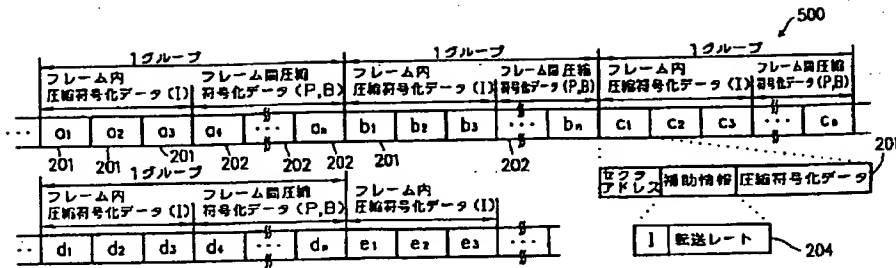 500
1グループ 1グループ 1グループ
フレーム内 フレーム間圧縮 フレーム内 フレーム間圧縮 フレーム内 フレーム間圧縮
圧縮符号化データ(I) 符号化データ(P,B) 圧縮符号化データ(I) 符号化データ(P,B) 圧縮符号化データ(I) 符号化データ(P,B)
… a1 a2 a3 a4 … an b1 b2 b3 … bn c1 c2 c3 … cn
201 201 201 202 202 202 201 202
1グループ
フレーム内 フレーム間圧縮 フレーム内
圧縮符号化データ(I) 符号化データ(P,B) 圧縮符号化データ(I)
… d1 d2 d3 d4 … dn e1 e2 e3 …
セクタ
アドレス 補助情報 圧縮符号化データ
I 転送レート 204